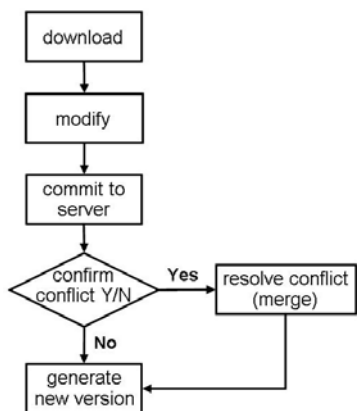 download
modify
commit to
server
confirm
conflict Y/N
Yes
resolve conflict
(merge)
No
generate
new version